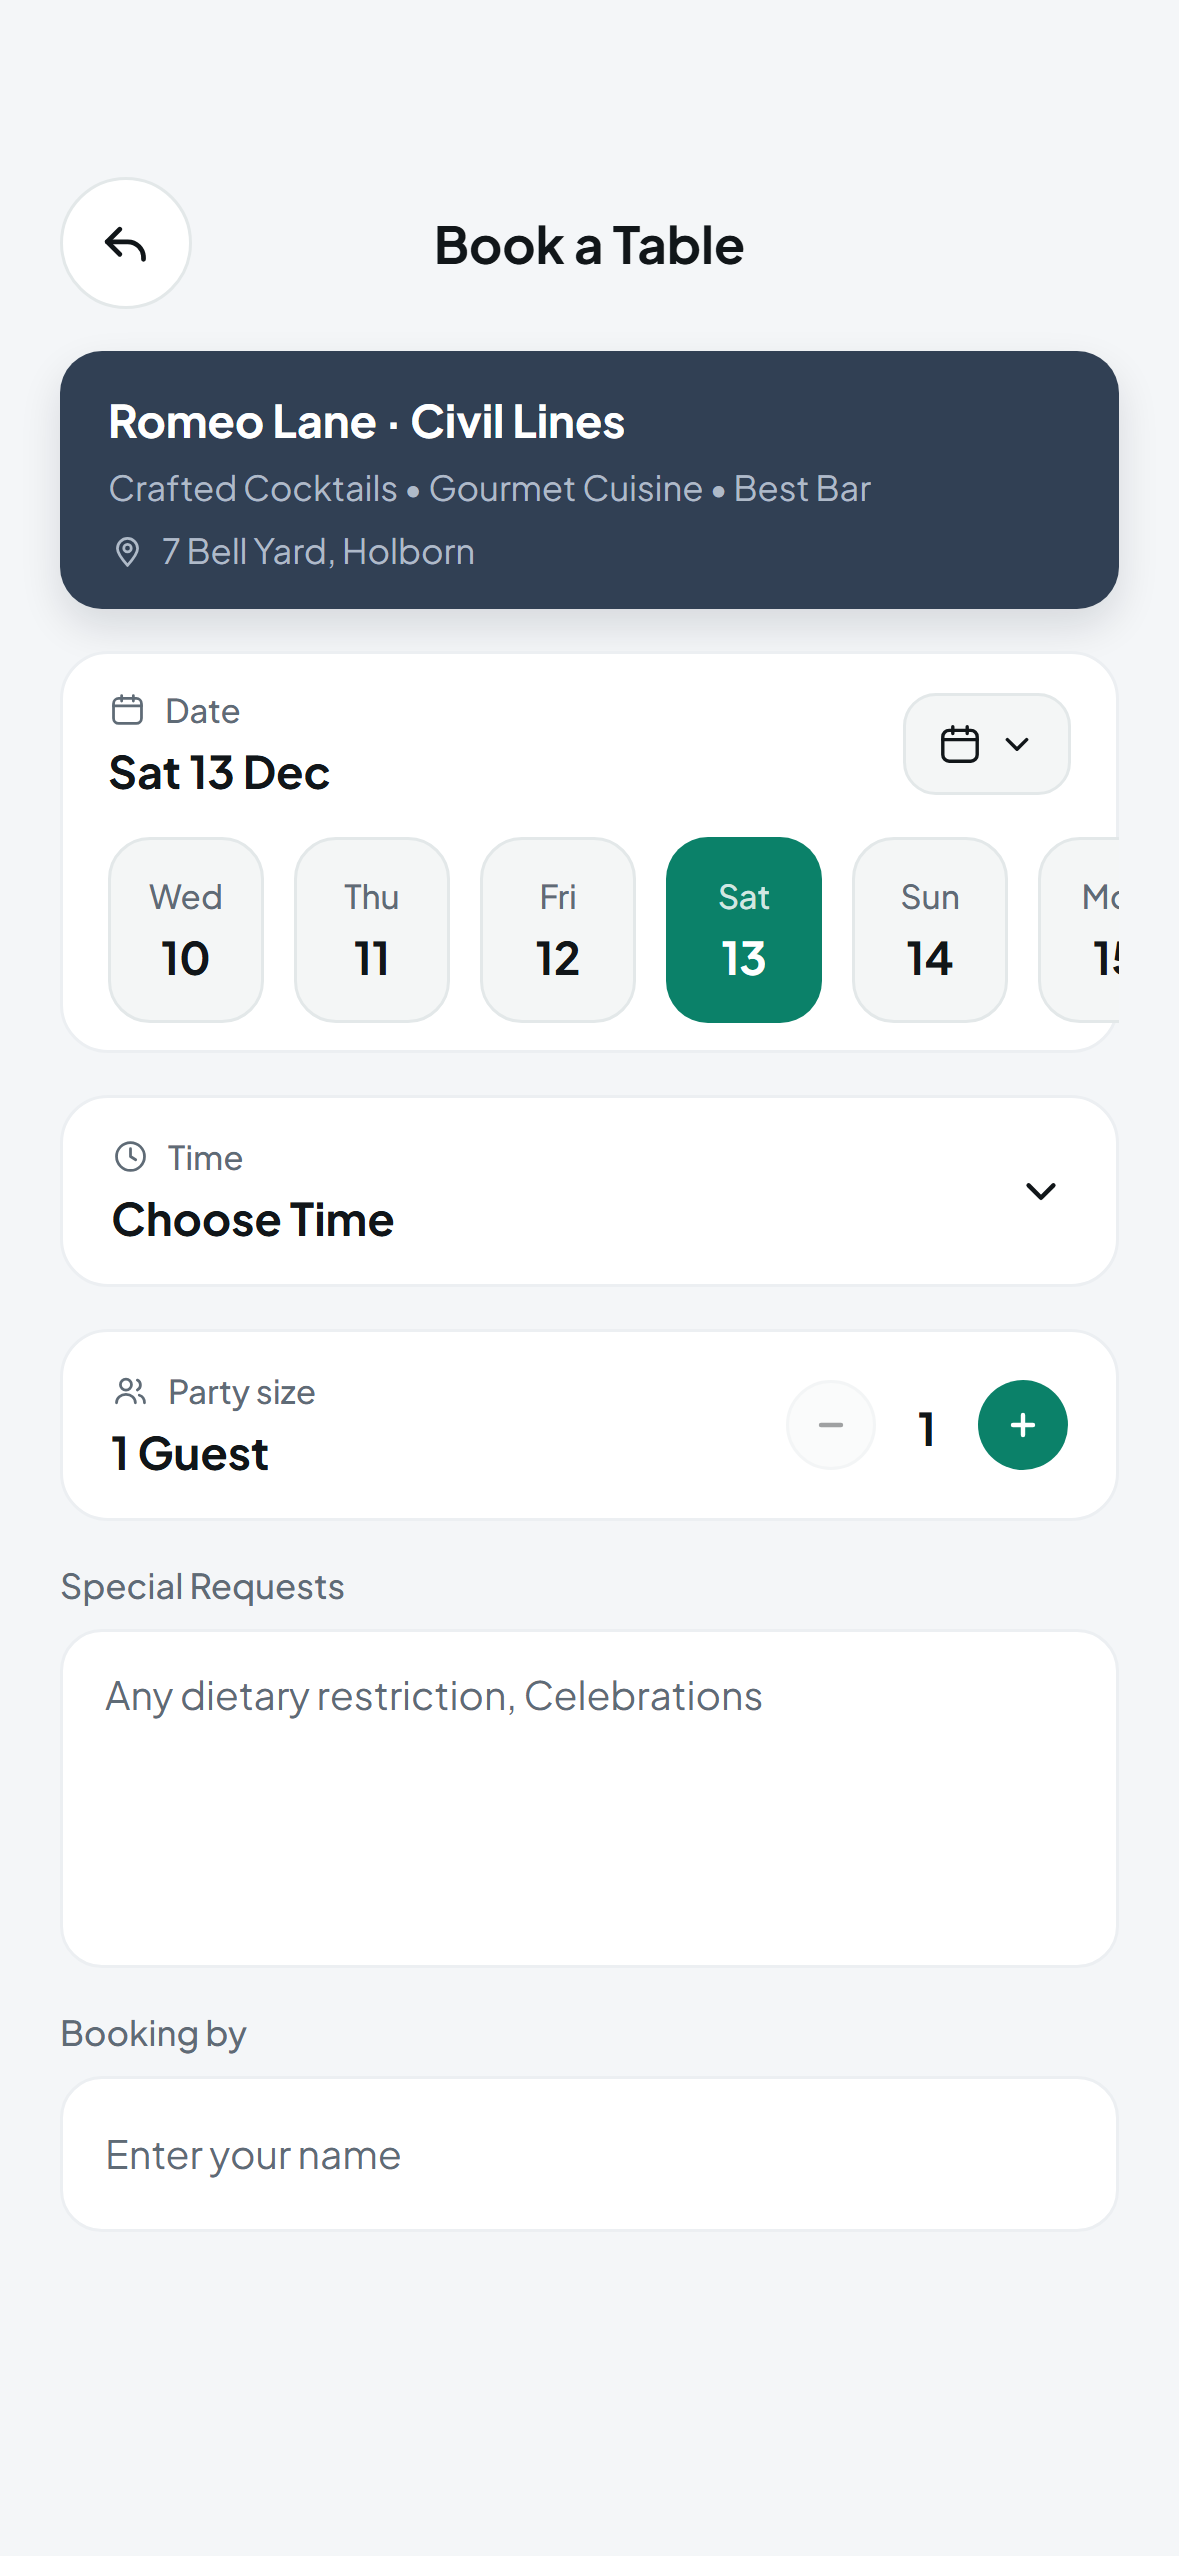 Book a Table
Romeo Lane · Civil Lines
Crafted Cocktails • Gourmet Cuisine • Best Bar
7 Bell Yard, Holborn
Date
Sat 13 Dec
Wed Thu Fri Sat Sun
10 11 12 13 14
Time
Choose Time
Party size
1 Guest
1
Special Requests
Any dietary restriction, Celebrations
Booking by
Enter your name